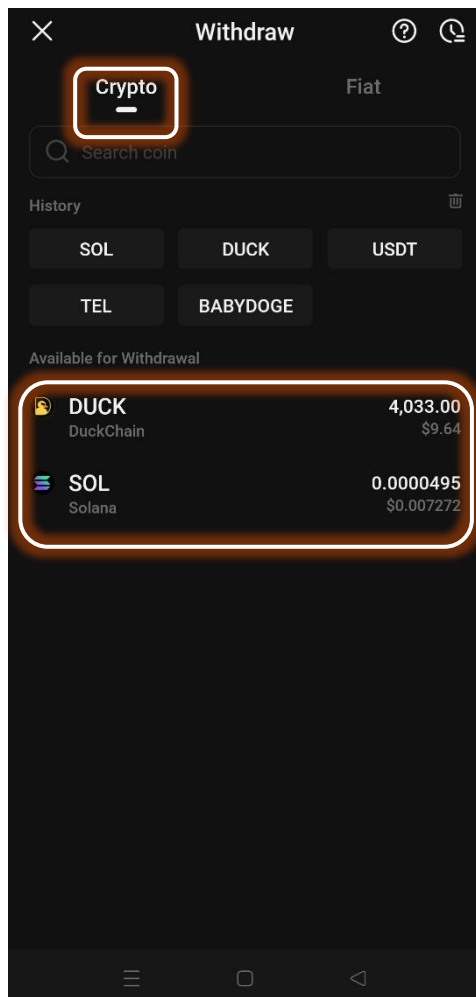 Withdraw
Crypto Fiat
Search coin
History
SOL DUCK USDT
TEL BABYDOGE
Available for Withdrawal
DUCK 4,033.00
DuckChain $9.64
SOL 0.0000495
Solana $0.007272